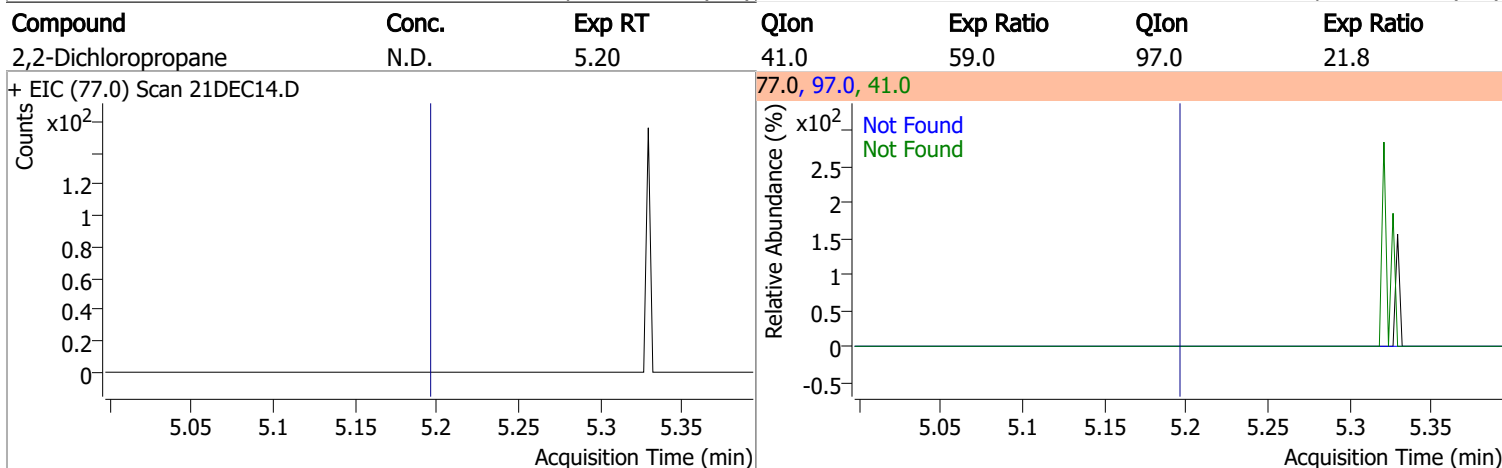 Compound Conc. Exp RT QIon Exp Ratio QIon Exp Ratio
2,2-Dichloropropane N.D. 5.20 41.0 59.0 97.0 21.8
+ EIC (77.0) Scan 21DEC14.D
Counts
x10²
1.2
1
0.8
0.6
0.4
0.2
0
5.05 5.1 5.15 5.2 5.25 5.3 5.35
Acquisition Time (min)
77.0, 97.0, 41.0
Relative Abundance (%)
x10²
Not Found
Not Found
2.5
2
1.5
1
0.5
0
-0.5
5.05 5.1 5.15 5.2 5.25 5.3 5.35
Acquisition Time (min)